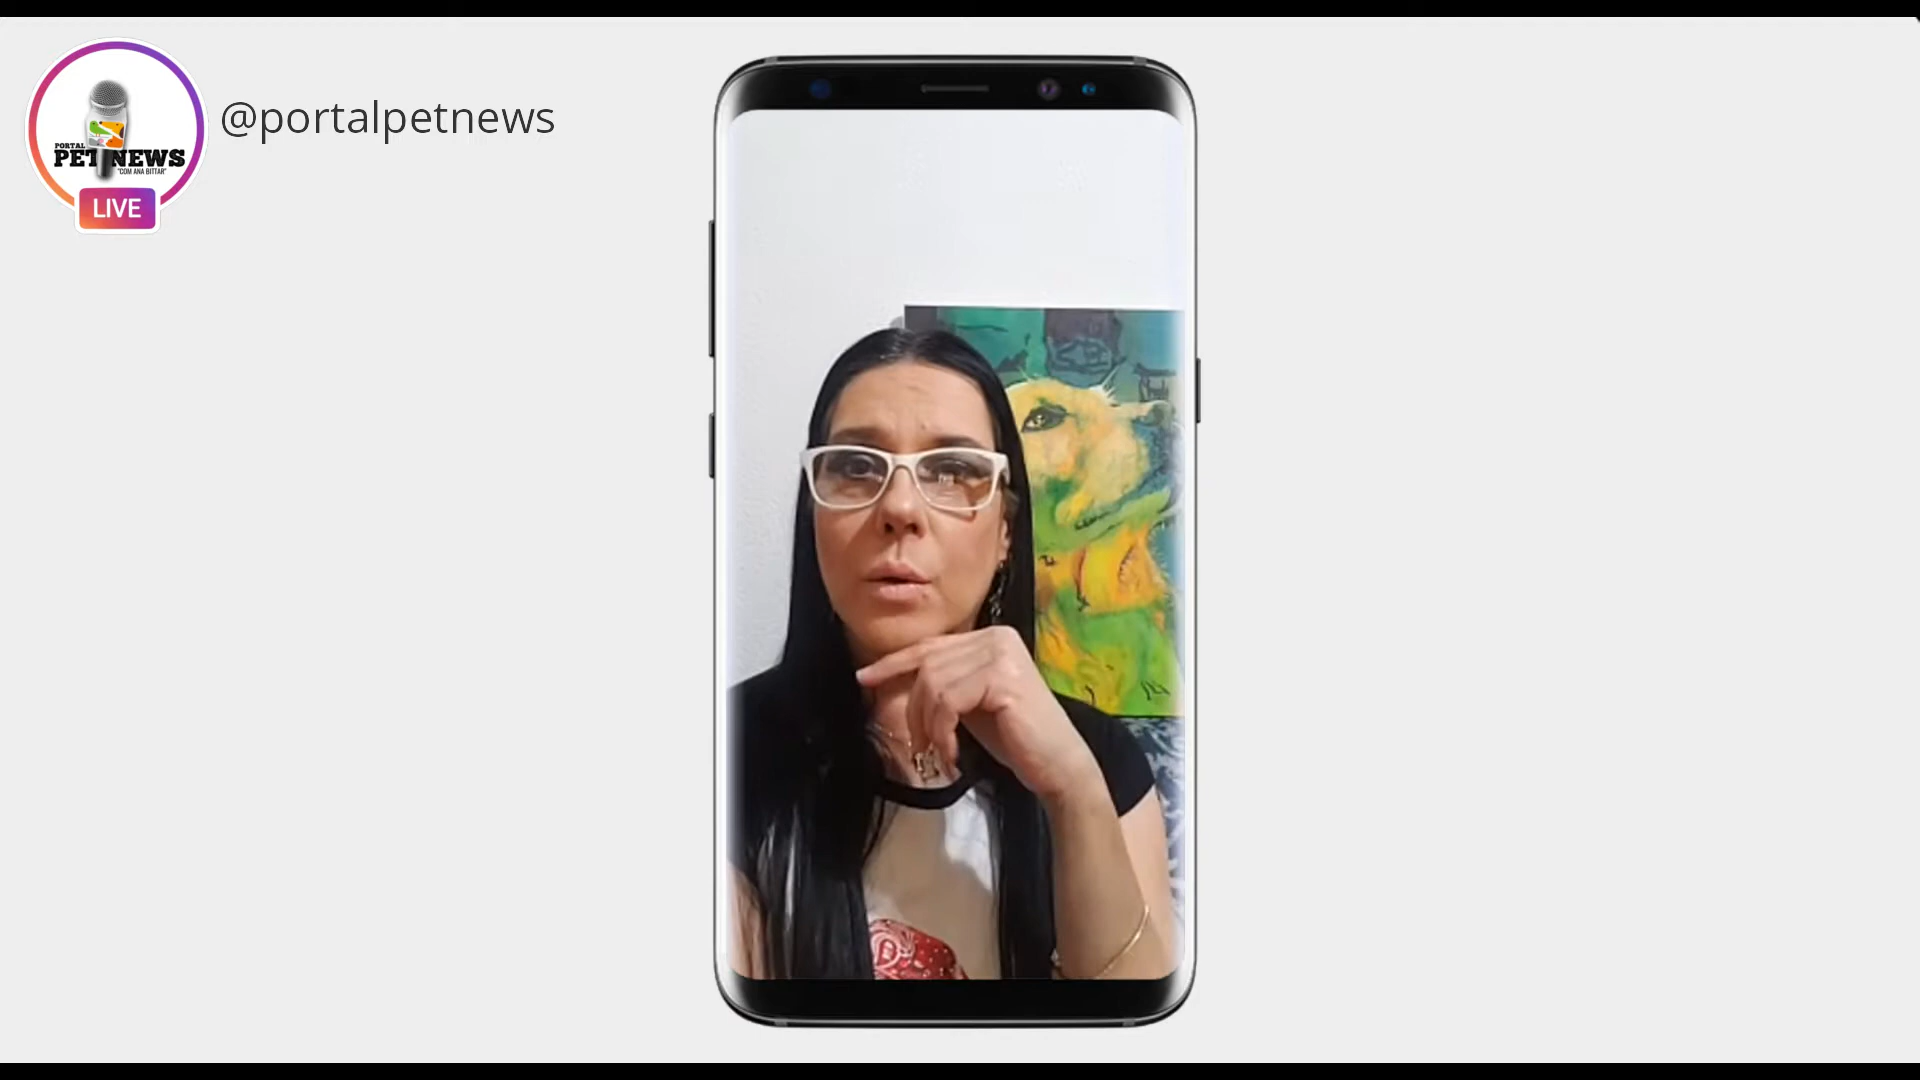 @portalpetnews
PORTAL
PET NEWS
"COM ANA BITTAR"
LIVE